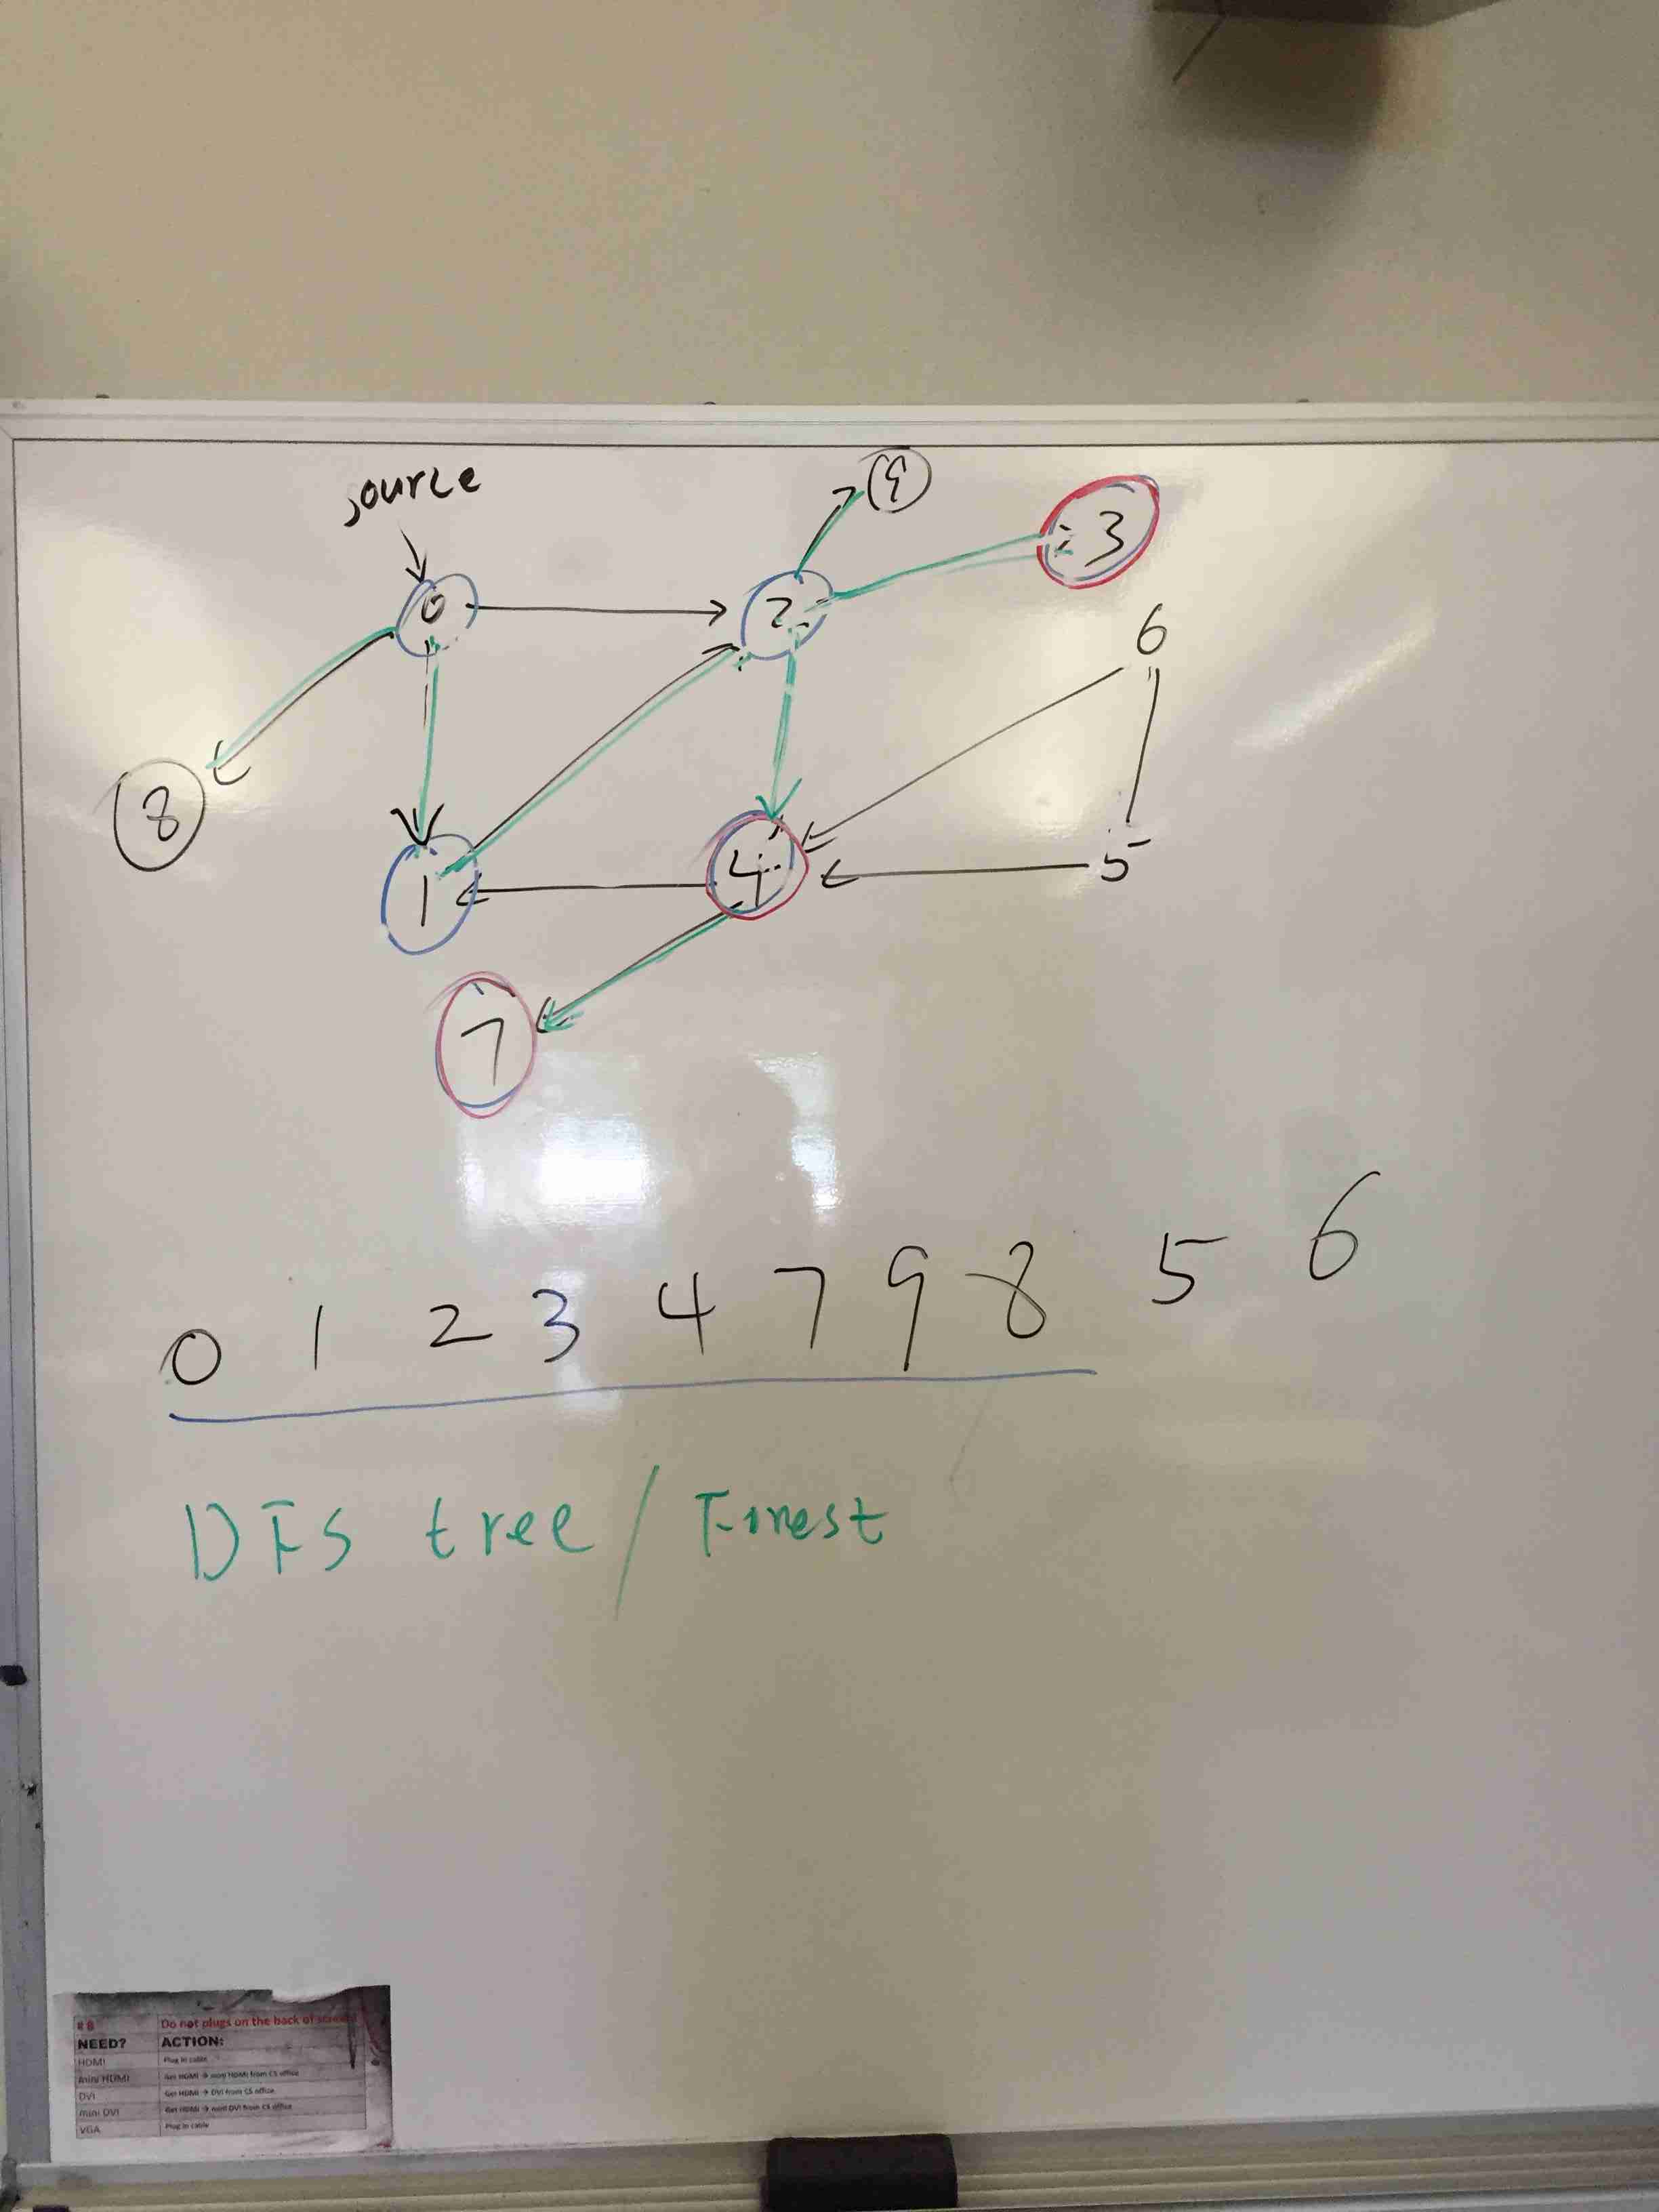 source
9
3
0
2
6
8
1
4
5
7
0 1 2 3 4 7 9 8 5 6
DFS tree / Forest
#8 Do not plugs on the back of screen
NEED? ACTION:
HDMI Plug in cable
mini HDMI Get HDMI → mini HDMI from CS office
DVI Get HDMI → DVI from CS office
mini DVI Get HDMI → mini DVI from CS office
VGA Plug in cable